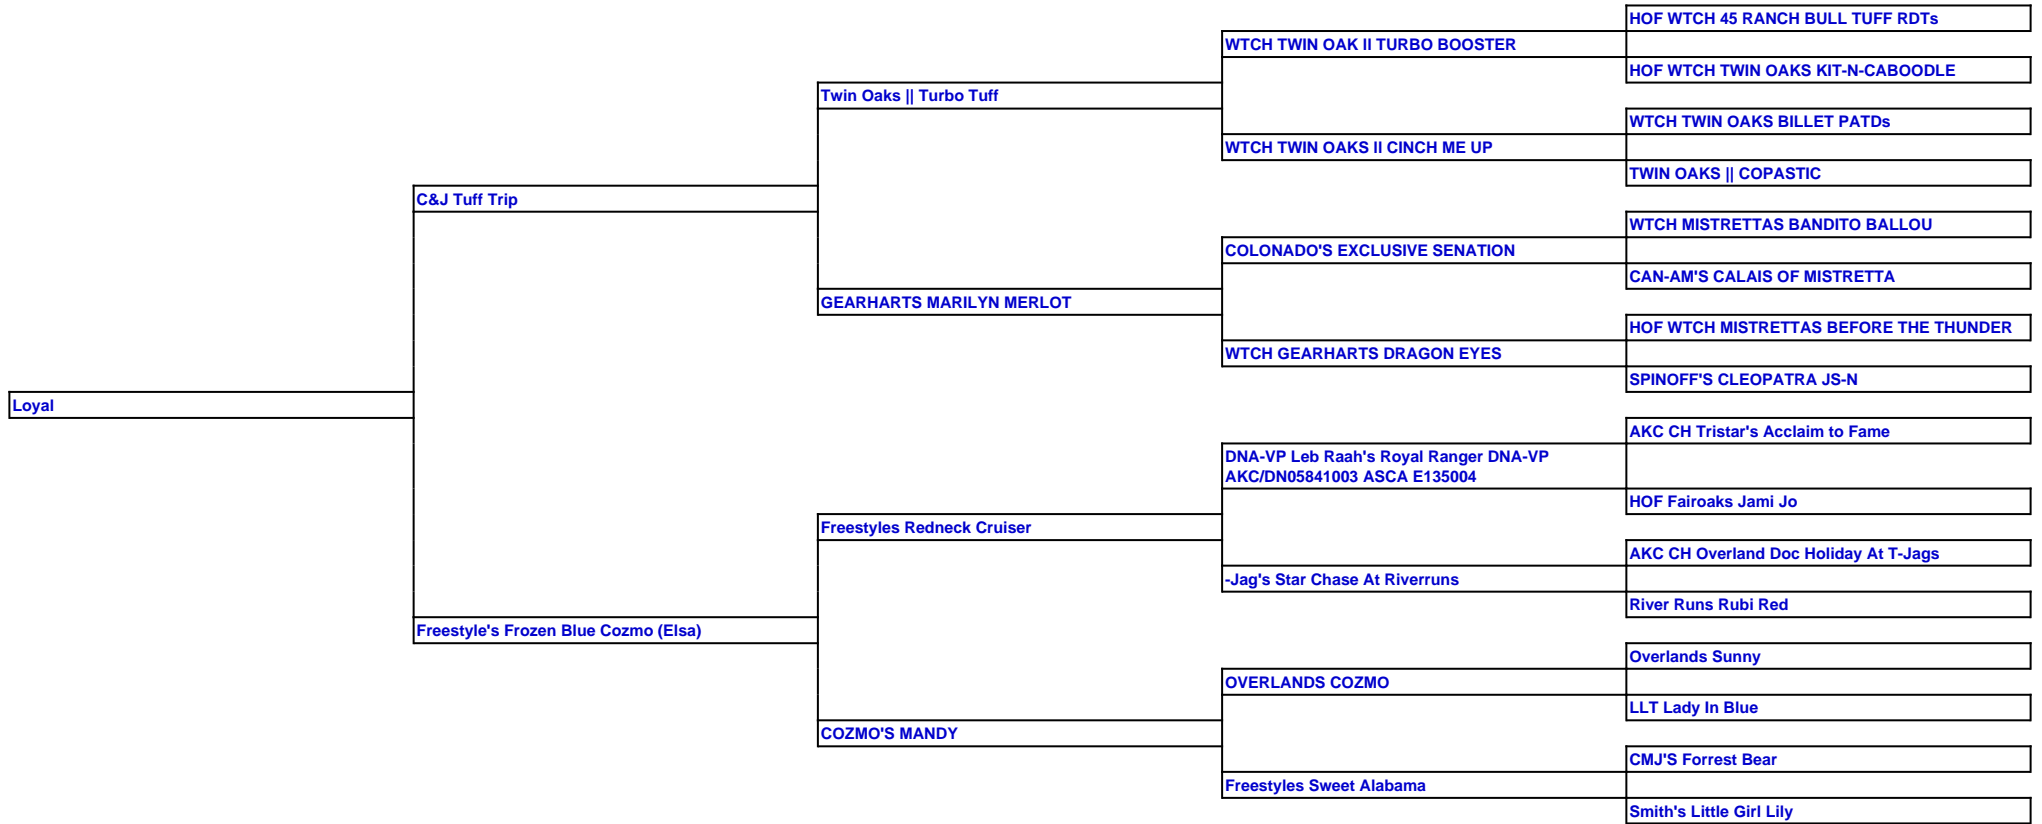 HOF WTCH 45 RANCH BULL TUFF RDTs
WTCH TWIN OAK II TURBO BOOSTER
HOF WTCH TWIN OAKS KIT-N-CABOODLE
Twin Oaks || Turbo Tuff
WTCH TWIN OAKS BILLET PATDs
WTCH TWIN OAKS II CINCH ME UP
TWIN OAKS || COPASTIC
C&J Tuff Trip
WTCH MISTRETTAS BANDITO BALLOU
COLONADO'S EXCLUSIVE SENATION
CAN-AM'S CALAIS OF MISTRETTA
GEARHARTS MARILYN MERLOT
HOF WTCH MISTRETTAS BEFORE THE THUNDER
WTCH GEARHARTS DRAGON EYES
SPINOFF'S CLEOPATRA JS-N
Loyal
AKC CH Tristar's Acclaim to Fame
DNA-VP Leb Raah's Royal Ranger DNA-VP
AKC/DN05841003 ASCA E135004
HOF Fairoaks Jami Jo
Freestyles Redneck Cruiser
AKC CH Overland Doc Holiday At T-Jags
-Jag's Star Chase At Riverruns
River Runs Rubi Red
Freestyle's Frozen Blue Cozmo (Elsa)
Overlands Sunny
OVERLANDS COZMO
LLT Lady In Blue
COZMO'S MANDY
CMJ'S Forrest Bear
Freestyles Sweet Alabama
Smith's Little Girl Lily